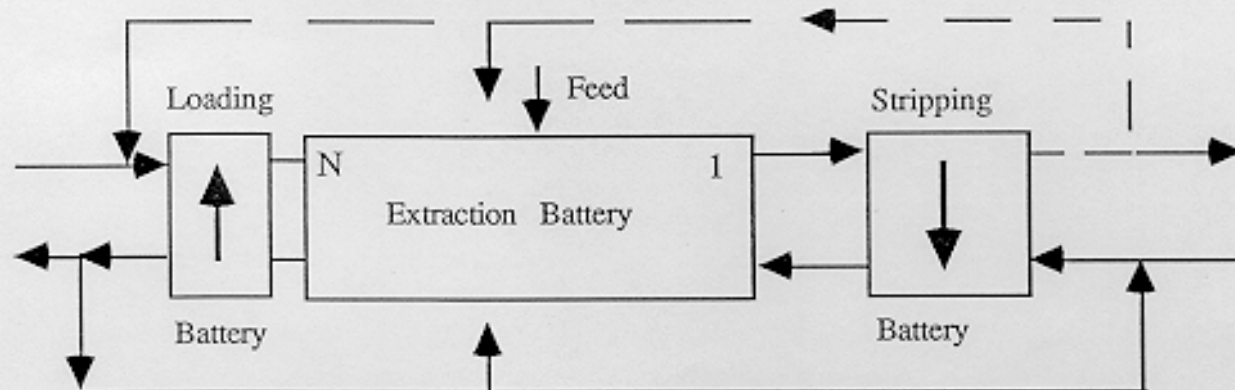 Feed
Loading
Stripping
N
1
Extraction Battery
Battery
Battery